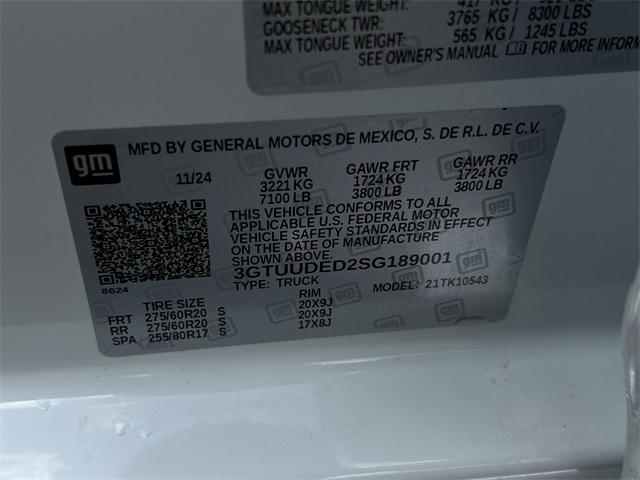 MAX TONGUE WEIGHT:
GOOSENECK TWR: 3765 KG / 8300 LBS
MAX TONGUE WEIGHT: 565 KG / 1245 LBS
SEE OWNER'S MANUAL FOR MORE INFORM
gm
MFD BY GENERAL MOTORS DE MEXICO, S. DE R.L. DE C.V.
11/24 GVWR GAWR FRT GAWR RR
3221 KG 1724 KG 1724 KG
7100 LB 3800 LB 3800 LB
THIS VEHICLE CONFORMS TO ALL
APPLICABLE U.S. FEDERAL MOTOR
VEHICLE SAFETY STANDARDS IN EFFECT
ON THE DATE OF MANUFACTURE
SHOWN ABOVE.
8624
3GTUUDED2SG189001
TYPE: TRUCK MODEL: 21TK10543
TIRE SIZE RIM
FRT 275/60R20 S 20X9J
RR 275/60R20 S 20X9J
SPA 255/80R17 S 17X8J